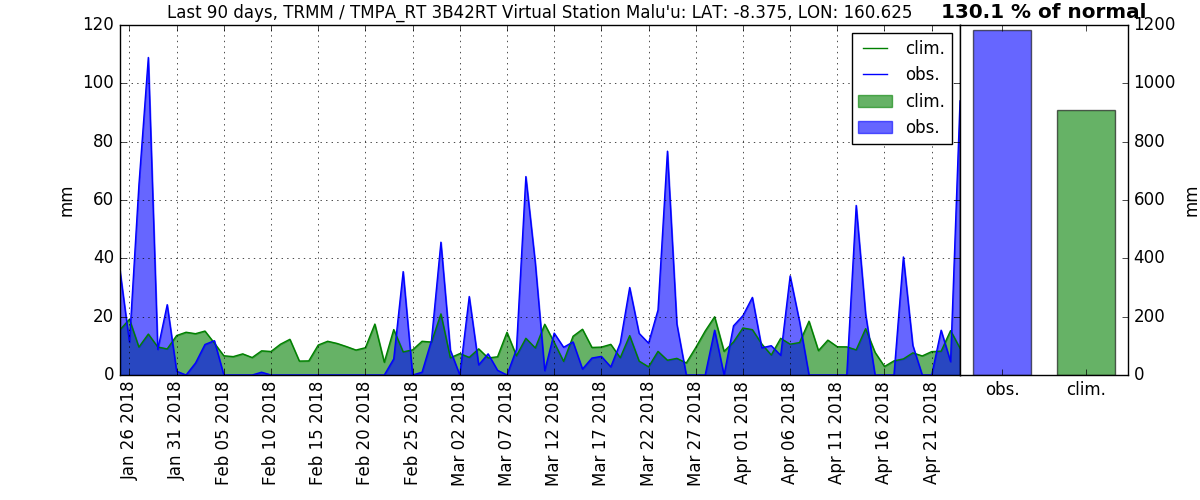 Last 90 days, TRMM / TMPA_RT 3B42RT Virtual Station Malu'u: LAT: -8.375, LON: 160.625
130.1 % of normal
120
100
80
60
40
20
0
mm
clim.
obs.
clim.
obs.
1200
1000
800
600
400
200
0
mm
Jan 26 2018
Jan 31 2018
Feb 05 2018
Feb 10 2018
Feb 15 2018
Feb 20 2018
Feb 25 2018
Mar 02 2018
Mar 07 2018
Mar 12 2018
Mar 17 2018
Mar 22 2018
Mar 27 2018
Apr 01 2018
Apr 06 2018
Apr 11 2018
Apr 16 2018
Apr 21 2018
obs.
clim.